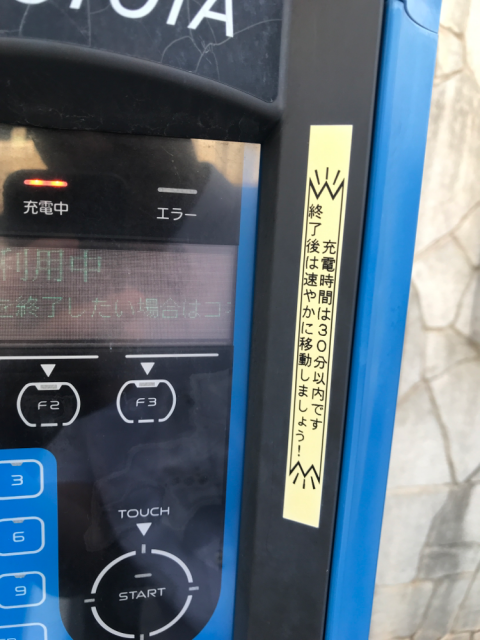 TOYOTA
充電中
エラー
利用中
を終了したい場合はコネ
F2
F3
充電時間は30分以内です
終了後は速やかに移動しましょう!
3
6
9
TOUCH
START